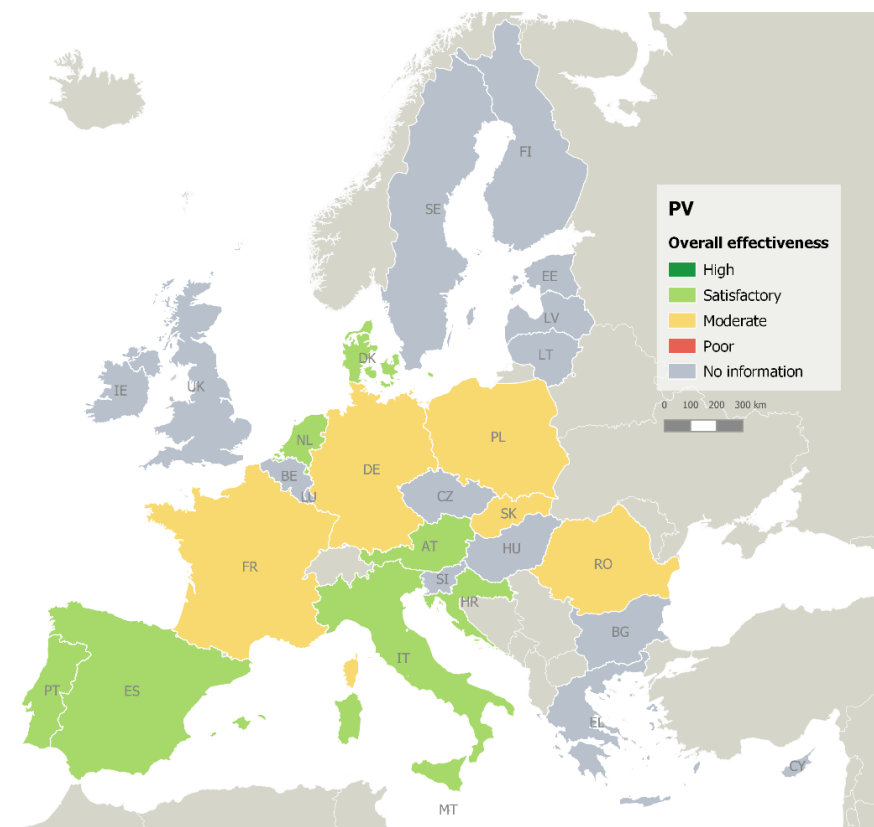 FI
SE
PV
Overall effectiveness
High
Satisfactory
Moderate
Poor
No information
0 100 200 300 km
EE
LV
LT
DK
IE
UK
NL
PL
BE
DE
LU
CZ
SK
FR
AT
HU
RO
SI
HR
BG
IT
PT
ES
EL
CY
MT